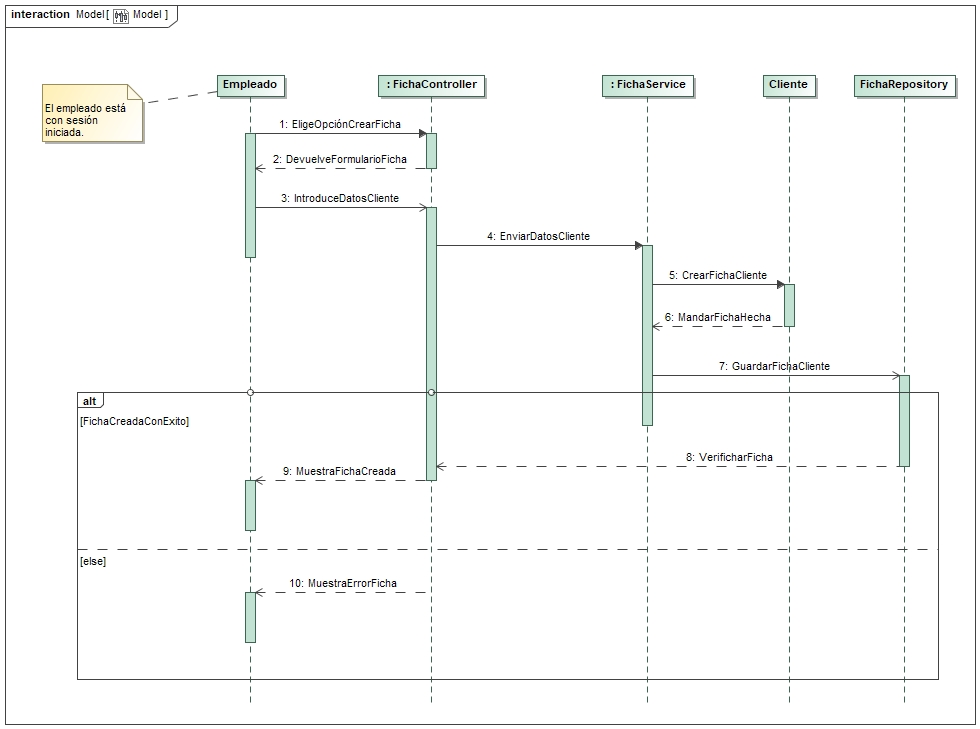 interaction Model[ Model ]
El empleado está
con sesión
iniciada.
Empleado
: FichaController
: FichaService
Cliente
FichaRepository
1: EligeOpciónCrearFicha
2: DevuelveFormularioFicha
3: IntroduceDatosCliente
4: EnviarDatosCliente
5: CrearFichaCliente
6: MandarFichaHecha
7: GuardarFichaCliente
alt
[FichaCreadaConExito]
8: VerificharFicha
9: MuestraFichaCreada
[else]
10: MuestraErrorFicha